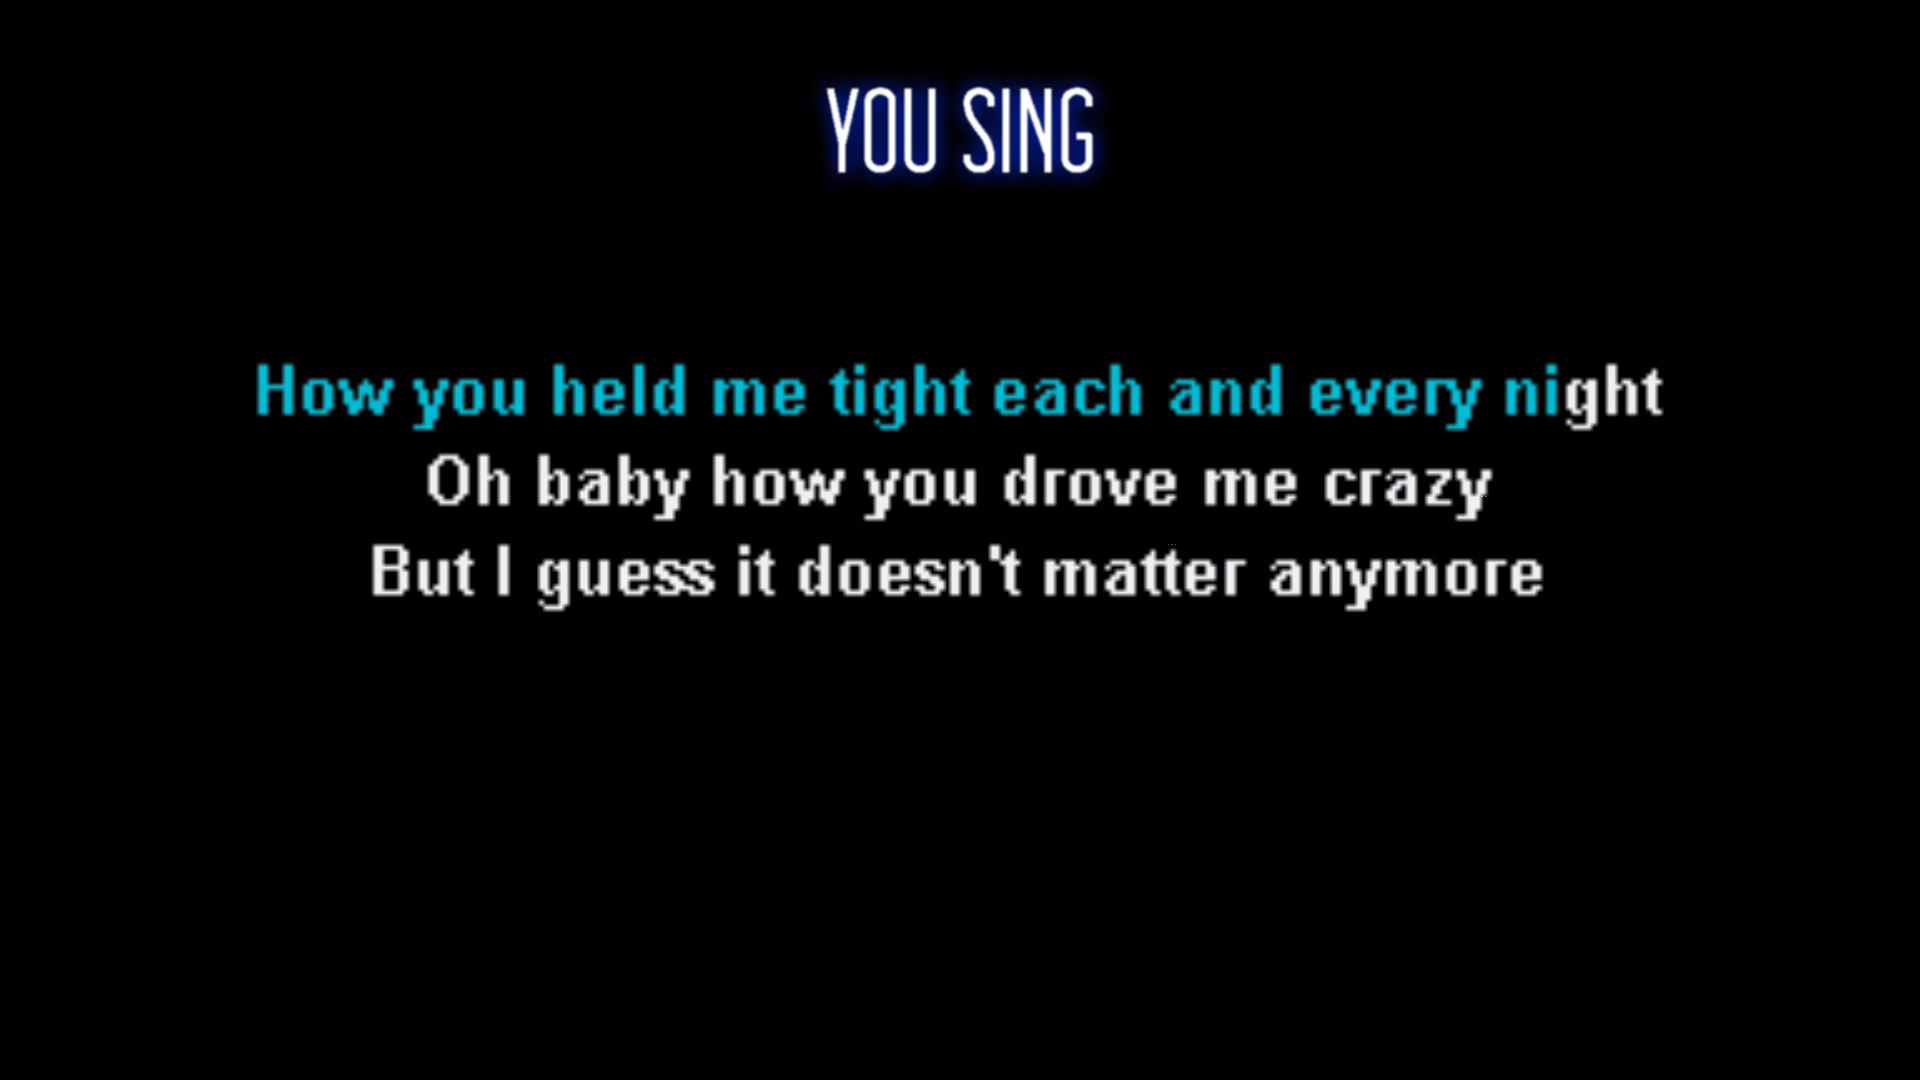 YOU SING
How you held me tight each and every night
Oh baby how you drove me crazy
But I guess it doesn't matter anymore